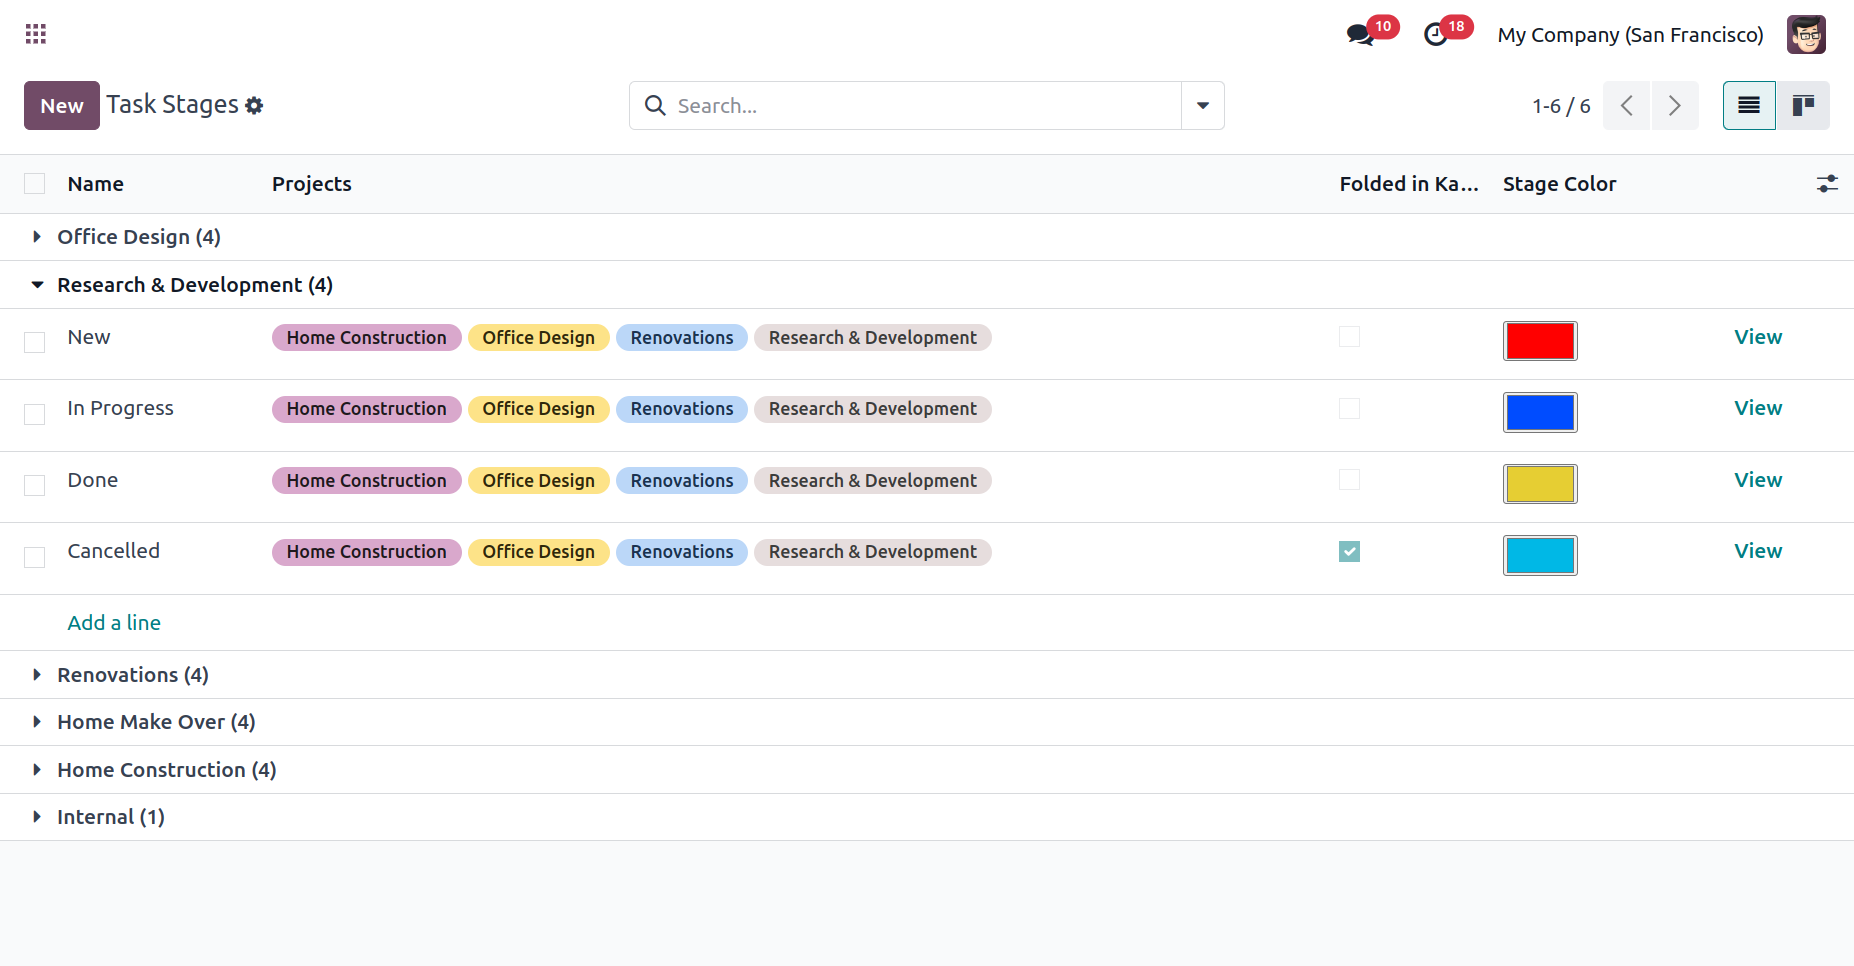 10
18
My Company (San Francisco)
New
Task Stages
Search...
1-6 / 6
Name
Projects
Folded in Ka...
Stage Color
Office Design (4)
Research & Development (4)
New
Home Construction
Office Design
Renovations
Research & Development
View
In Progress
Home Construction
Office Design
Renovations
Research & Development
View
Done
Home Construction
Office Design
Renovations
Research & Development
View
Cancelled
Home Construction
Office Design
Renovations
Research & Development
View
Add a line
Renovations (4)
Home Make Over (4)
Home Construction (4)
Internal (1)